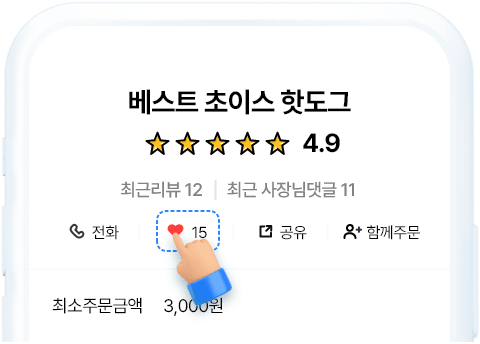 베스트 초이스 핫도그
4.9
최근리뷰 12 최근 사장님댓글 11
전화 15 공유 함께주문
최소주문금액 3,000원